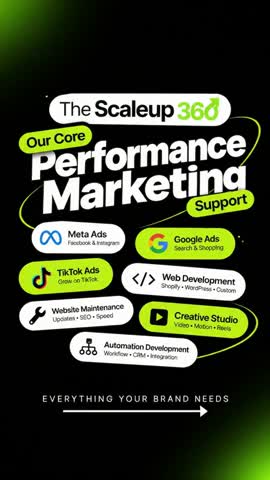 The Scaleup 360
Our Core
Performance
Marketing
Support
Meta Ads
Facebook & Instagram
Google Ads
Search & Shopping
TikTok Ads
Grow on TikTok.
Web Development
Shopify • WordPress • Custom
Website Maintenance
Updates • SEO • Speed
Creative Studio
Video • Motion • Reels
Automation Development
Workflow • CRM • Integration
EVERYTHING YOUR BRAND NEEDS